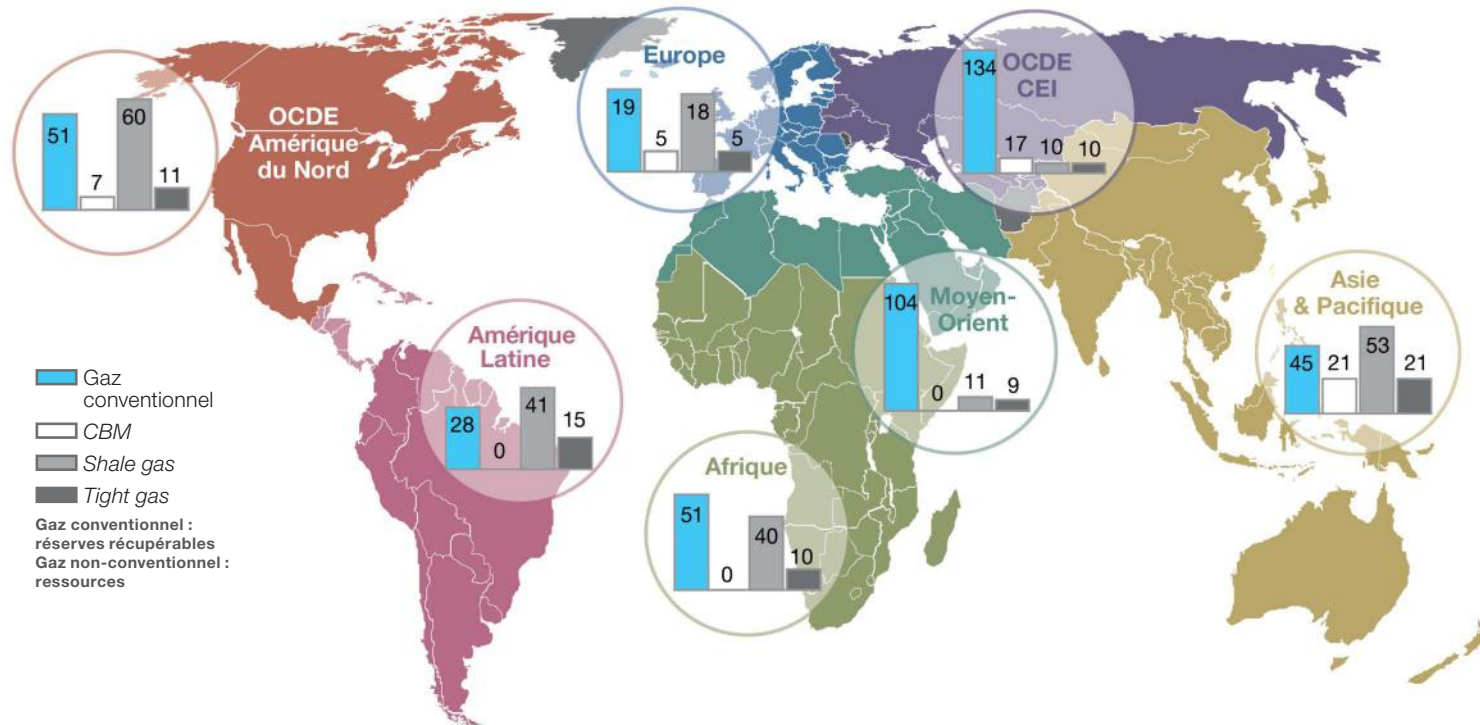 OCDE
Amérique
du Nord
51
7
60
11
Europe
19
5
18
5
OCDE
CEI
134
17
10
10
Amérique
Latine
28
0
41
15
Moyen-
Orient
104
0
11
9
Asie
& Pacifique
45
21
53
21
Afrique
51
0
40
10
Gaz
conventionnel
CBM
Shale gas
Tight gas
Gaz conventionnel :
réserves récupérables
Gaz non-conventionnel :
ressources